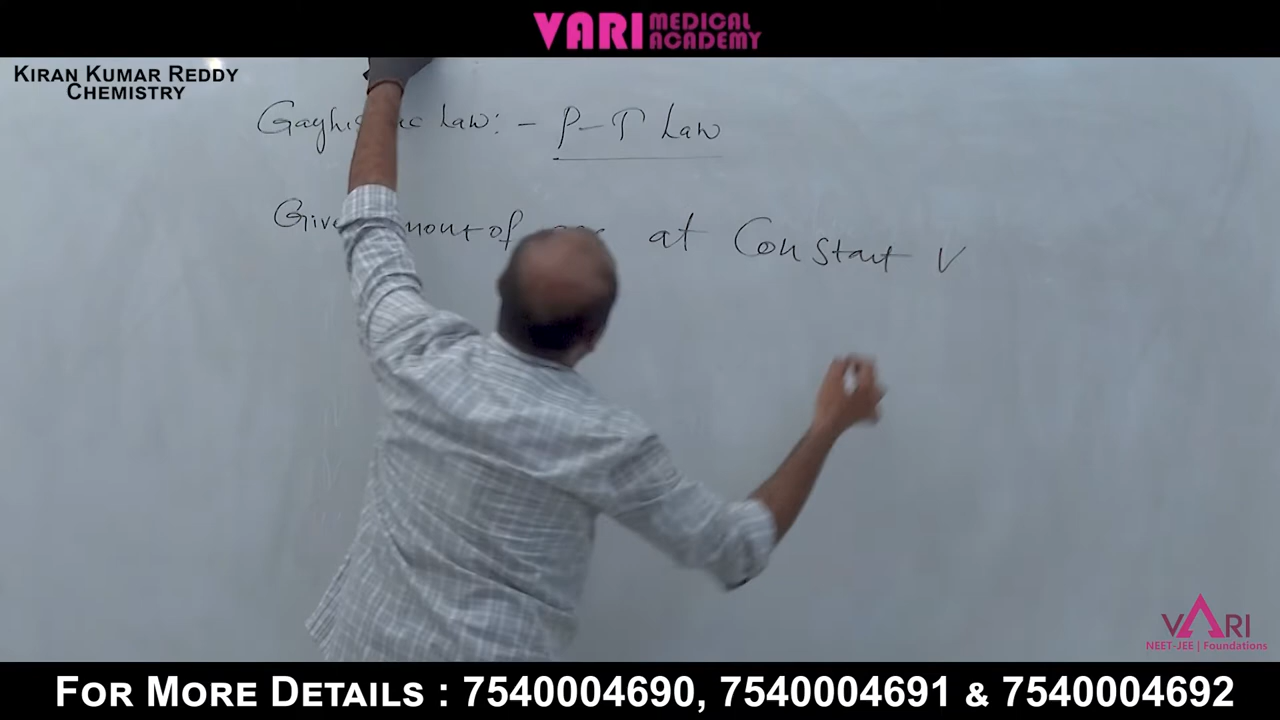 VARI MEDICAL ACADEMY
KIRAN KUMAR REDDY
CHEMISTRY
Law: - P-T Law
of at Constant V
VARI
NEET-JEE | Foundations
FOR MORE DETAILS : 7540004690, 7540004691 & 7540004692